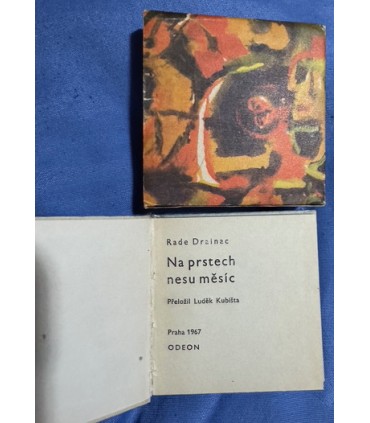 Rade Drainac
Na prstech
nesu měsíc
Přeložil Luděk Kubišta
Praha 1967
ODEON